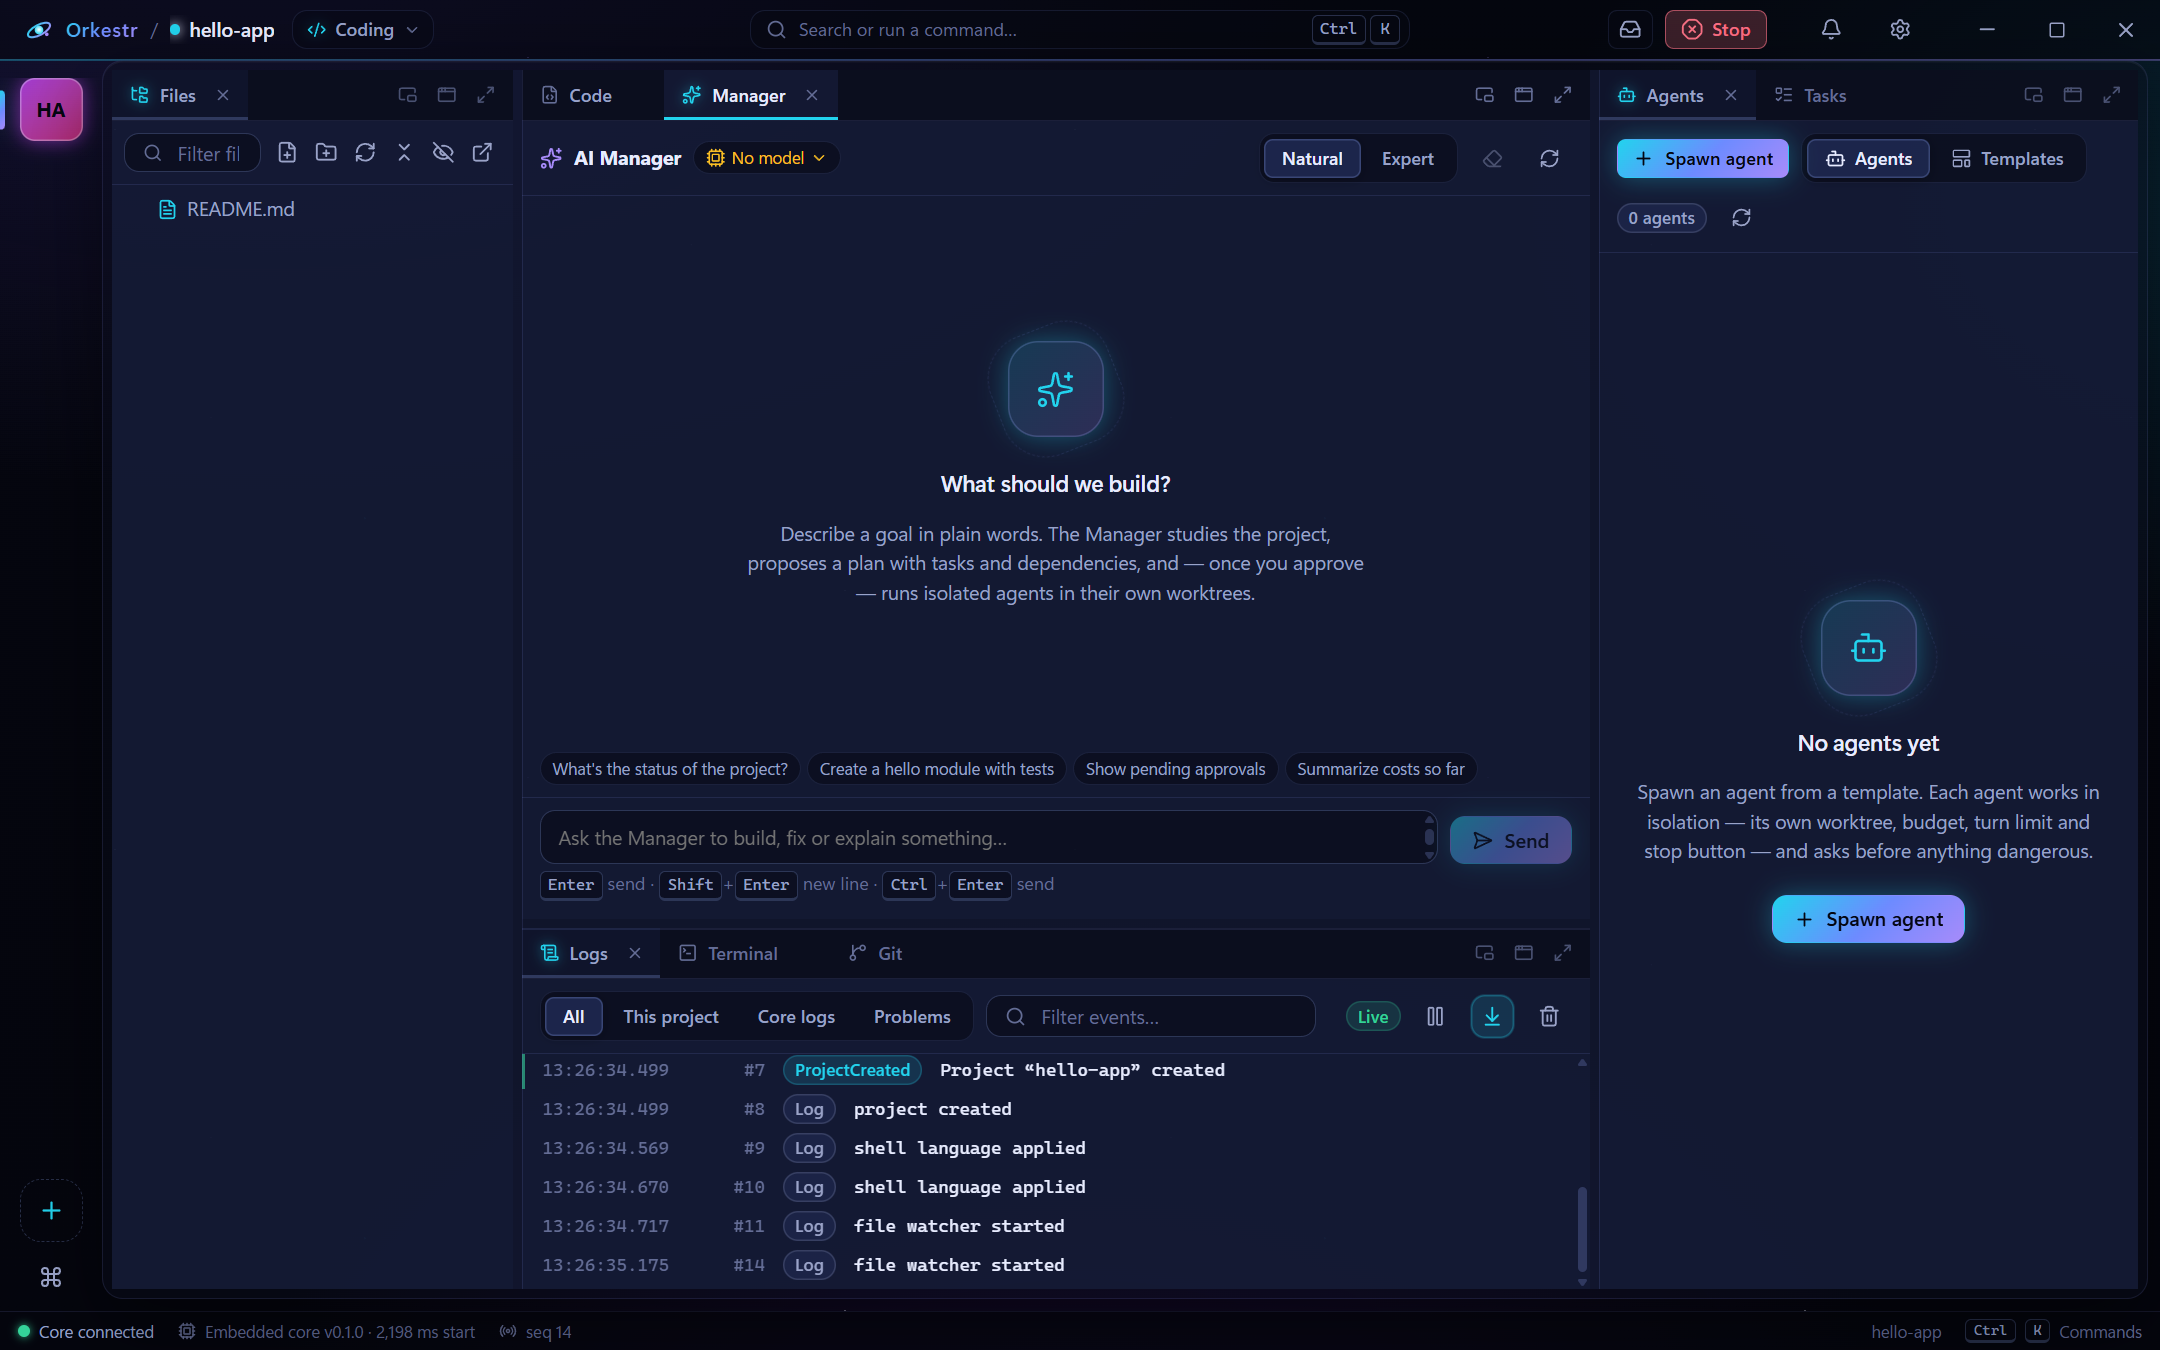 Orkestr / hello-app
Coding
Search or run a command...
Ctrl K
Stop
HA
Files
Filter fil
README.md
Code
Manager
AI Manager
No model
Natural
Expert
What should we build?
Describe a goal in plain words. The Manager studies the project,
proposes a plan with tasks and dependencies, and — once you approve
— runs isolated agents in their own worktrees.
What's the status of the project?
Create a hello module with tests
Show pending approvals
Summarize costs so far
Ask the Manager to build, fix or explain something...
Send
Enter send · Shift + Enter new line · Ctrl + Enter send
Logs
Terminal
Git
All
This project
Core logs
Problems
Filter events...
Live
13:26:34.499 #7 ProjectCreated Project “hello-app” created
13:26:34.499 #8 Log project created
13:26:34.569 #9 Log shell language applied
13:26:34.670 #10 Log shell language applied
13:26:34.717 #11 Log file watcher started
13:26:35.175 #14 Log file watcher started
Agents
Tasks
Spawn agent
Agents
Templates
0 agents
No agents yet
Spawn an agent from a template. Each agent works in
isolation — its own worktree, budget, turn limit and
stop button — and asks before anything dangerous.
Spawn agent
Core connected
Embedded core v0.1.0 · 2,198 ms start
seq 14
hello-app
Ctrl K Commands